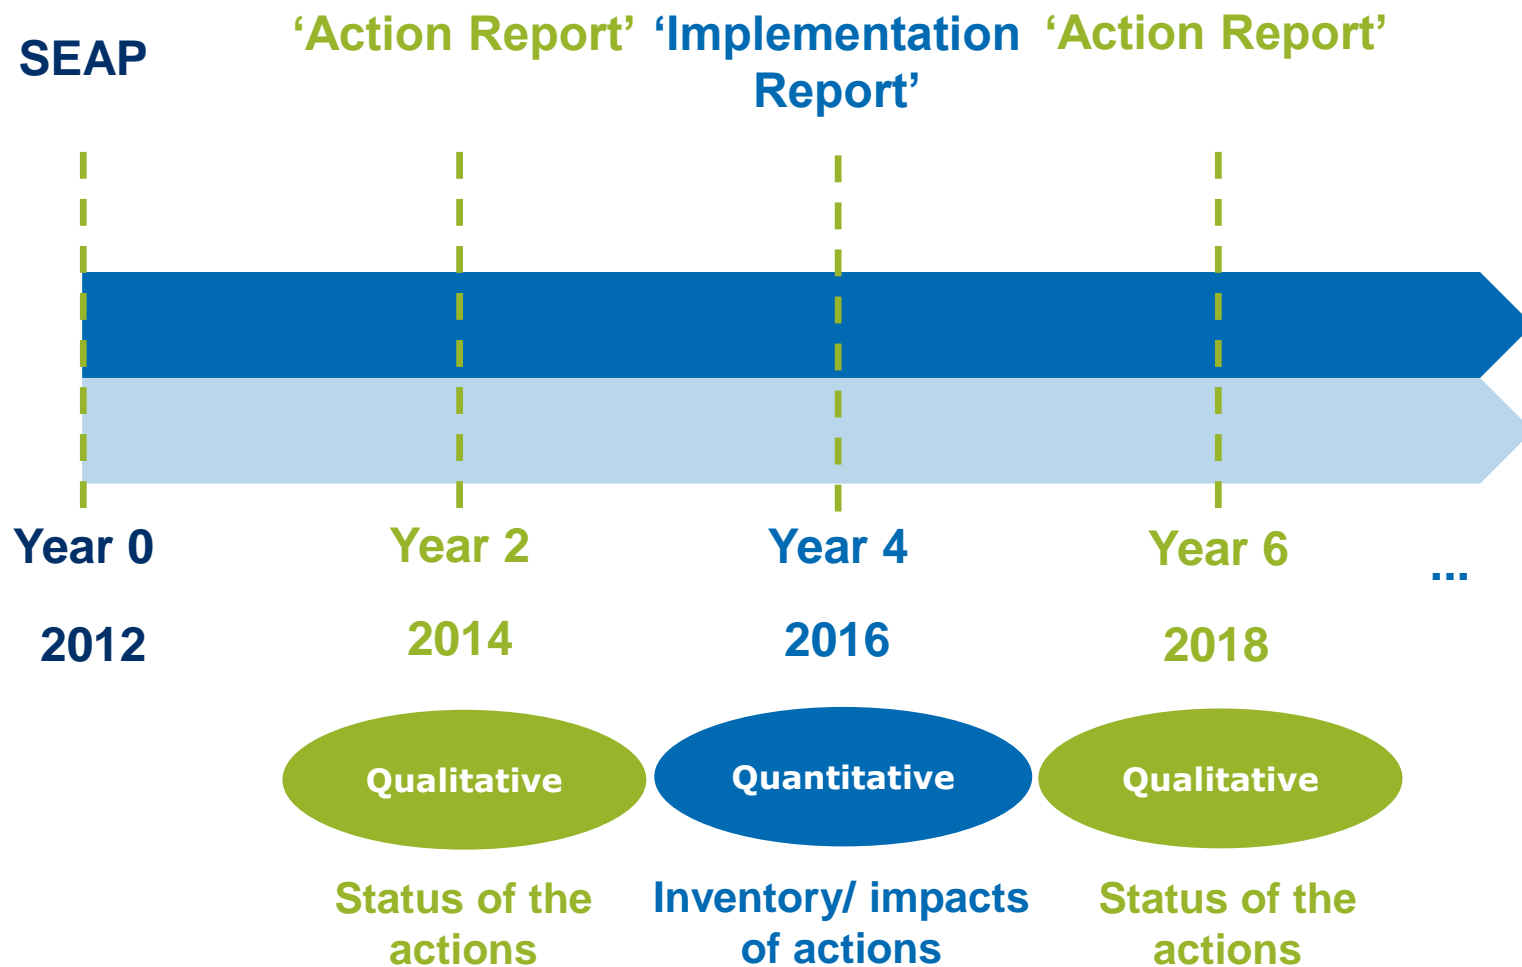 SEAP
‘Action Report’
‘Implementation
Report’
‘Action Report’
Year 0
Year 2
Year 4
Year 6
...
2012
2014
2016
2018
Qualitative
Quantitative
Qualitative
Status of the
actions
Inventory/ impacts
of actions
Status of the
actions